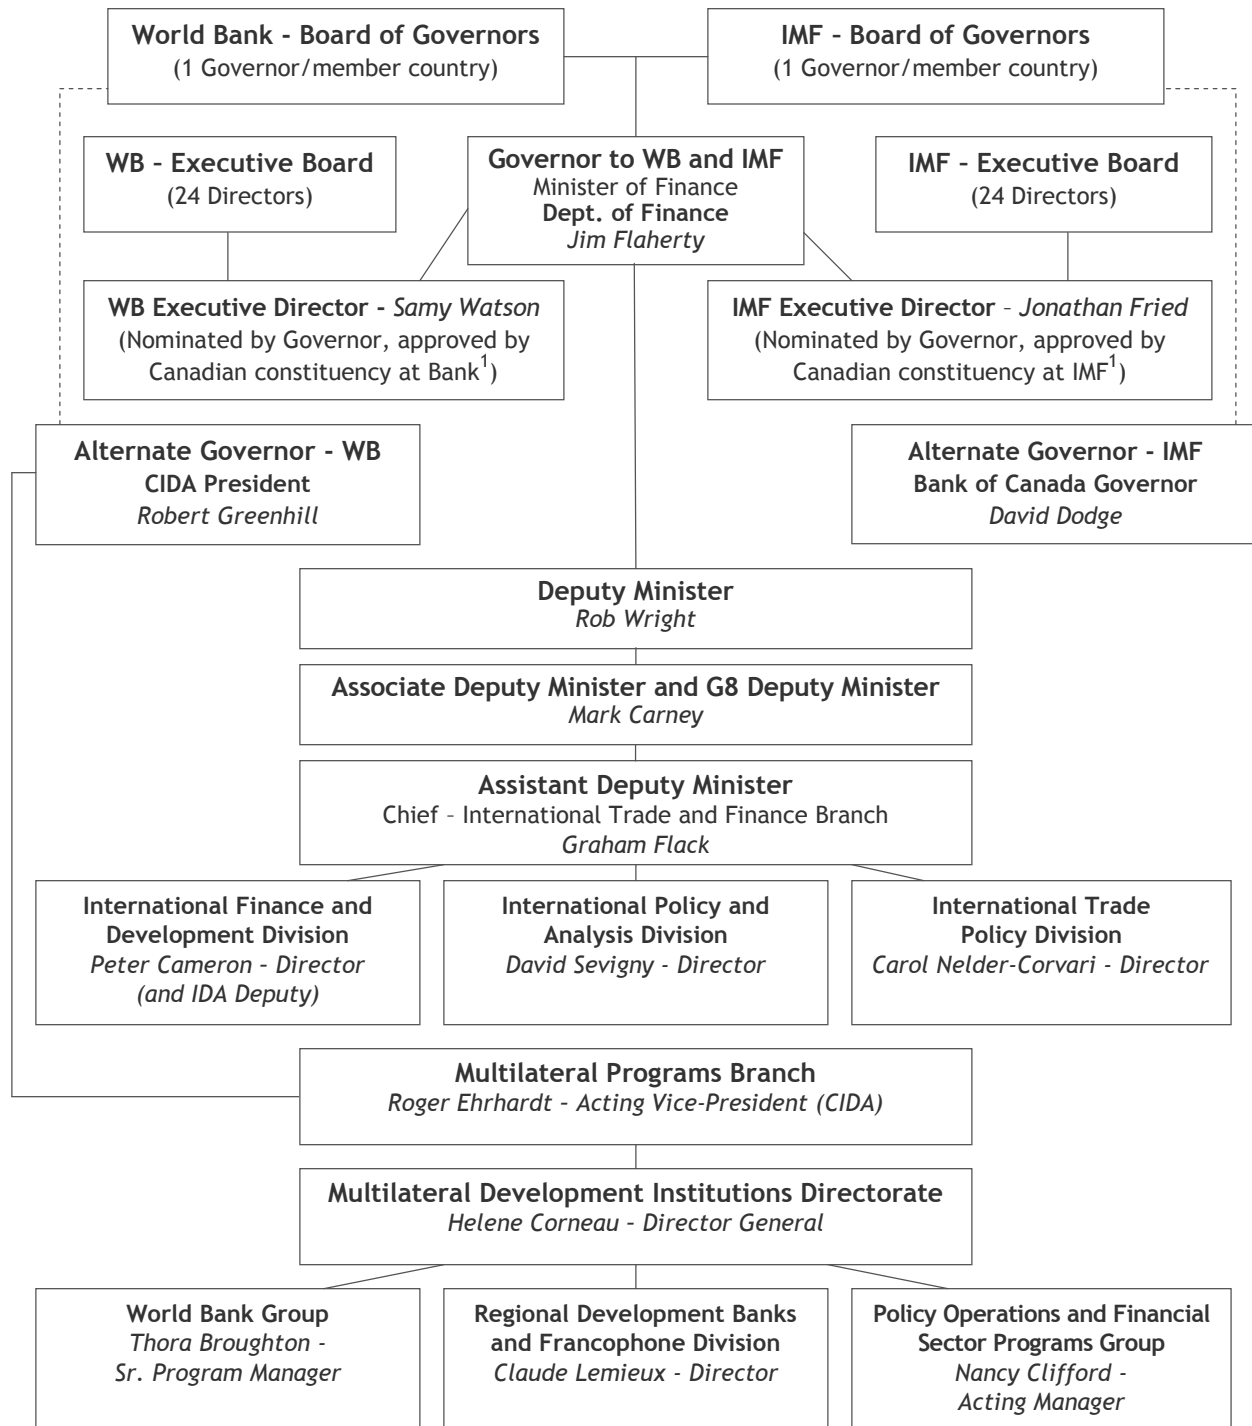 World Bank - Board of Governors
(1 Governor/member country)
IMF – Board of Governors
(1 Governor/member country)
WB – Executive Board
(24 Directors)
Governor to WB and IMF
Minister of Finance
Dept. of Finance
Jim Flaherty
IMF – Executive Board
(24 Directors)
WB Executive Director - Samy Watson
(Nominated by Governor, approved by
Canadian constituency at Bank¹)
IMF Executive Director – Jonathan Fried
(Nominated by Governor, approved by
Canadian constituency at IMF¹)
Alternate Governor - WB
CIDA President
Robert Greenhill
Alternate Governor - IMF
Bank of Canada Governor
David Dodge
Deputy Minister
Rob Wright
Associate Deputy Minister and G8 Deputy Minister
Mark Carney
Assistant Deputy Minister
Chief – International Trade and Finance Branch
Graham Flack
International Finance and
Development Division
Peter Cameron – Director
(and IDA Deputy)
International Policy and
Analysis Division
David Sevigny - Director
International Trade
Policy Division
Carol Nelder-Corvari - Director
Multilateral Programs Branch
Roger Ehrhardt – Acting Vice-President (CIDA)
Multilateral Development Institutions Directorate
Helene Corneau – Director General
World Bank Group
Thora Broughton -
Sr. Program Manager
Regional Development Banks
and Francophone Division
Claude Lemieux - Director
Policy Operations and Financial
Sector Programs Group
Nancy Clifford -
Acting Manager